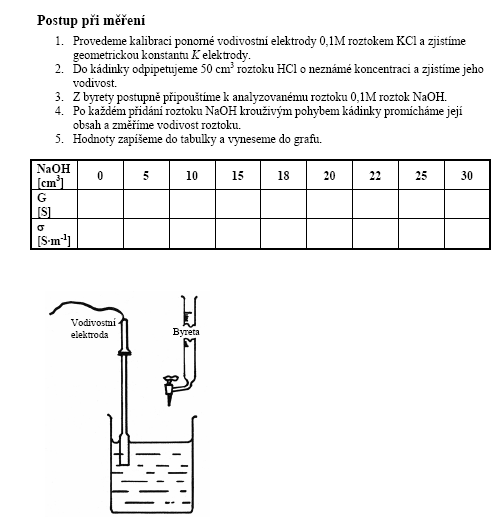 Postup při měření
1. Provedeme kalibraci ponorné vodivostní elektrody 0,1M roztokem KCl a zjistíme
geometrickou konstantu K elektrody.
2. Do kádinky odpipetujeme 50 cm³ roztoku HCl o neznámé koncentraci a zjistíme jeho
vodivost.
3. Z byrety postupně připouštíme k analyzovanému roztoku 0,1M roztok NaOH.
4. Po každém přidání roztoku NaOH krouživým pohybem kádinky promícháme její
obsah a změříme vodivost roztoku.
5. Hodnoty zapíšeme do tabulky a vyneseme do grafu.
NaOH
[cm³] 0 5 10 15 18 20 22 25 30
G
[S]
σ
[S·m⁻¹]
Vodivostní
elektroda
Byreta